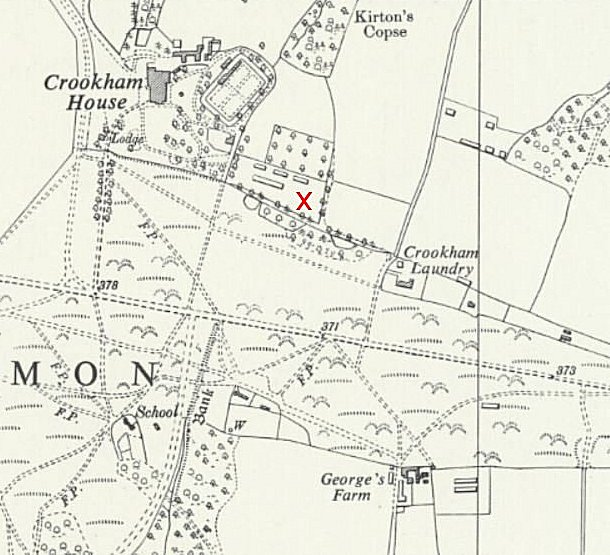 Kirton's
Copse
Crookham
House
Lodge
X
F.P.
Crookham
Laundry
378
371
373
MON
F.P.
F.P.
F.P.
School
Bank
W
George's
Farm
F.P.